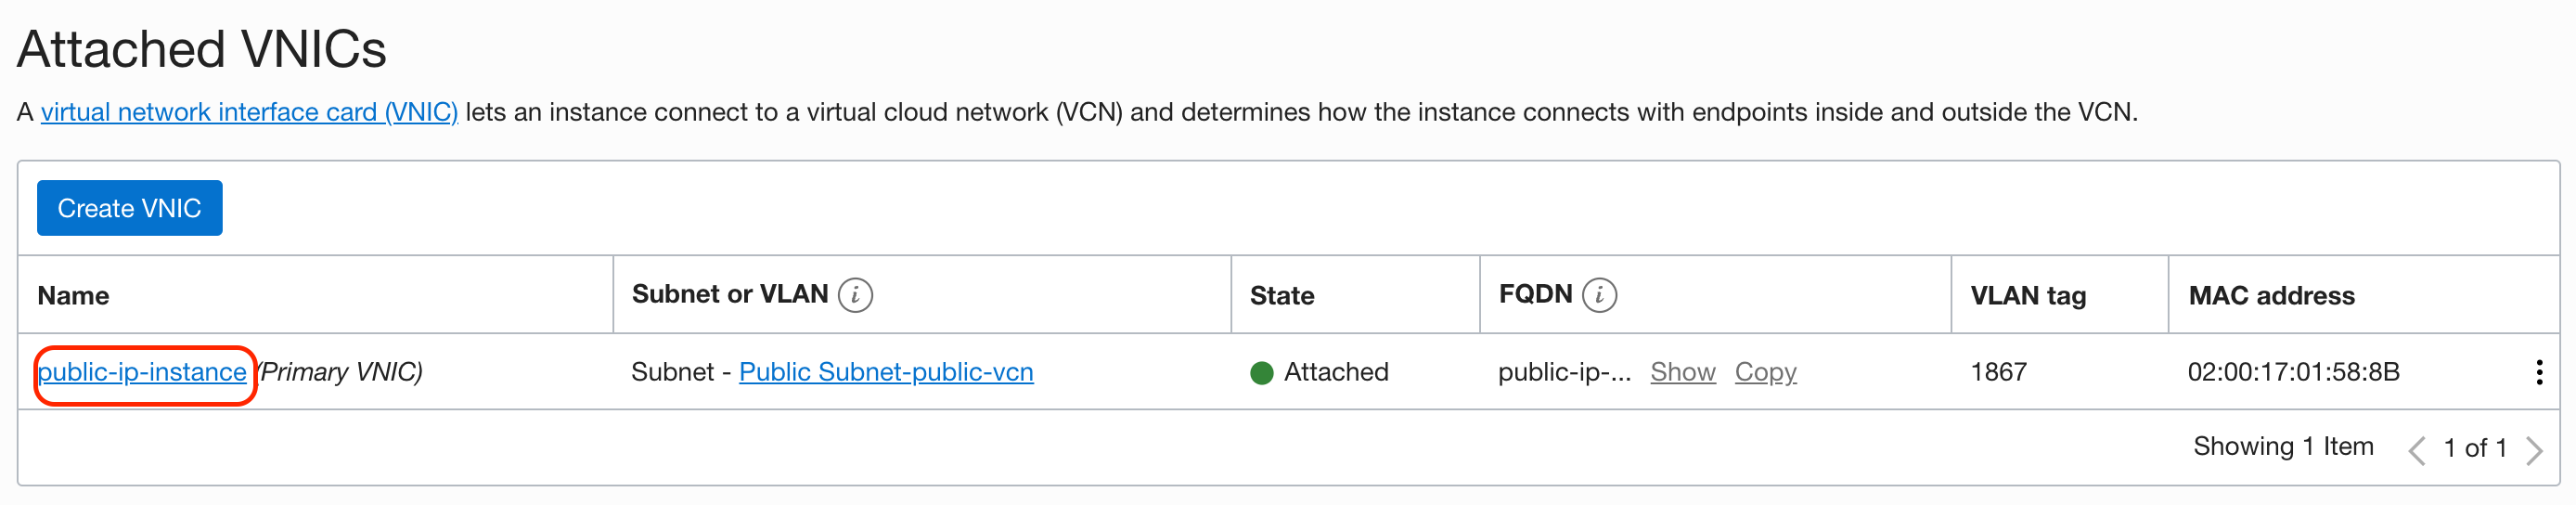 Attached VNICs
A virtual network interface card (VNIC) lets an instance connect to a virtual cloud network (VCN) and determines how the instance connects with endpoints inside and outside the VCN.
Create VNIC
Name Subnet or VLAN i State FQDN i VLAN tag MAC address
public-ip-instance (Primary VNIC) Subnet - Public Subnet-public-vcn Attached public-ip-... Show Copy 1867 02:00:17:01:58:8B
Showing 1 Item < 1 of 1 >